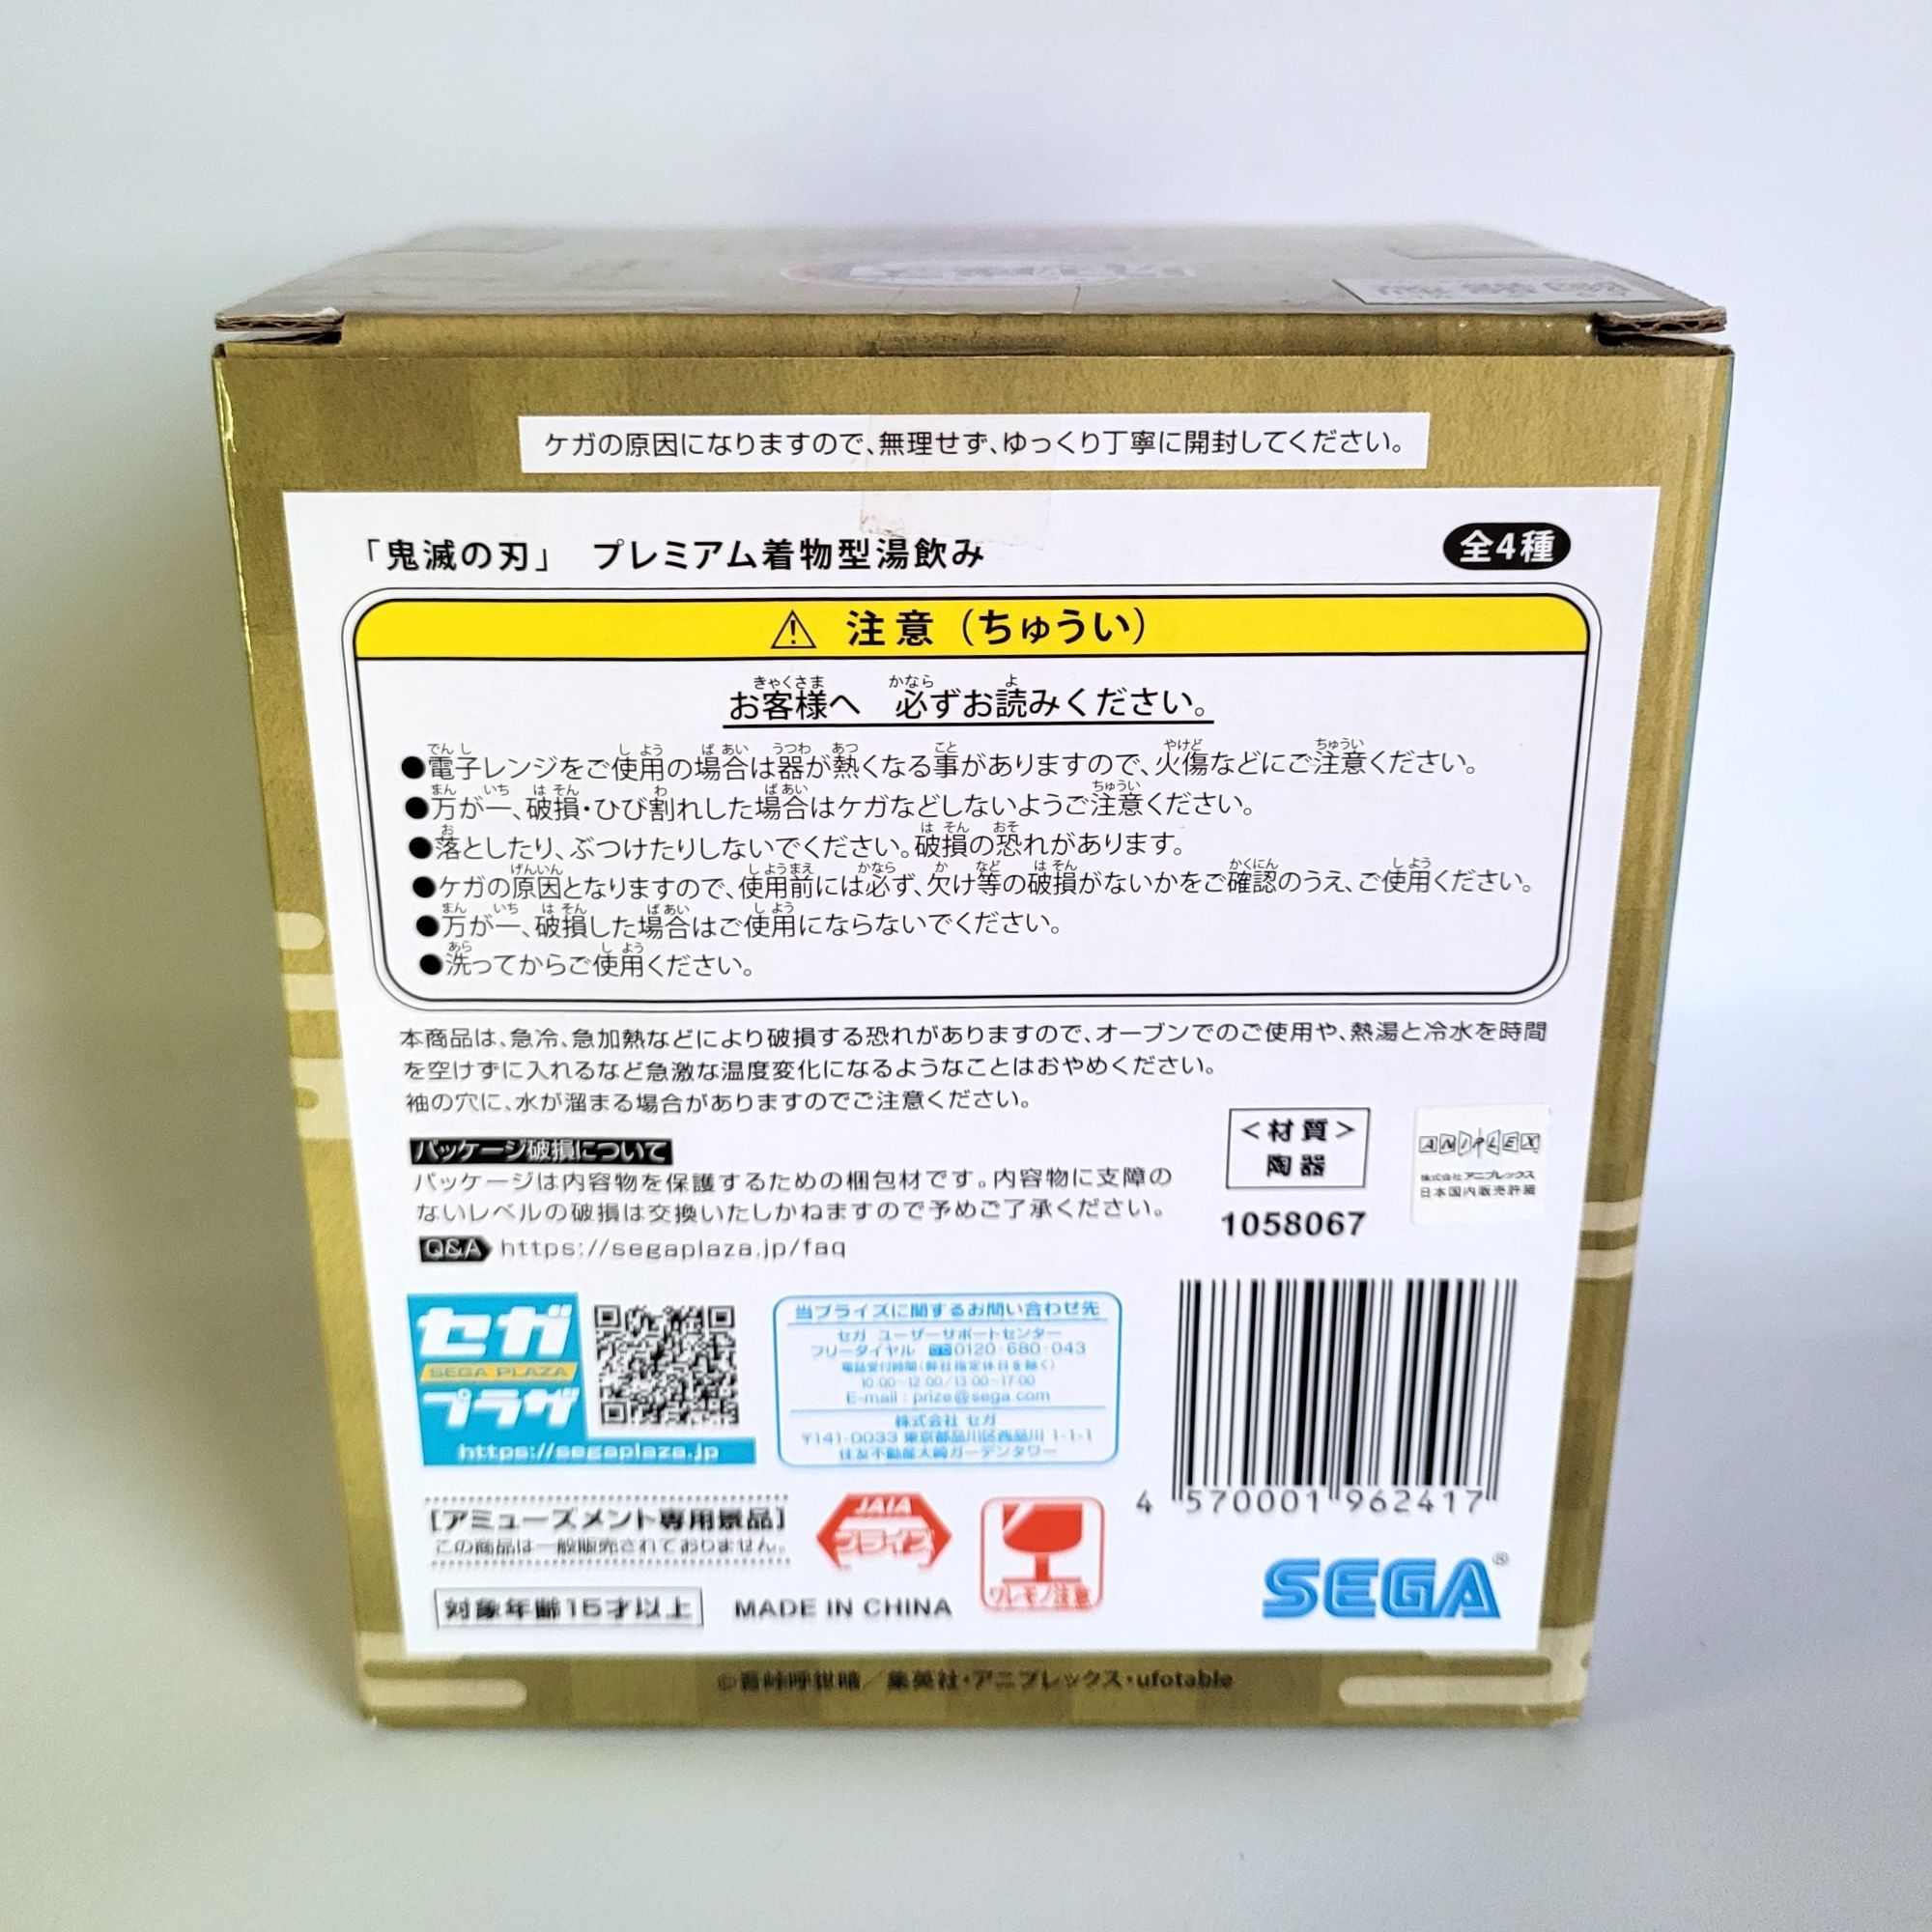 ケガの原因になりますので、無理せず、ゆっくり丁寧に開封してください。
「鬼滅の刃」 プレミアム着物型湯飲み
全4種
注意（ちゅうい）
お客様へ 必ずお読みください。
●電子レンジをご使用の場合は器が熱くなる事がありますので、火傷などにご注意ください。
●万が一、破損・ひび割れした場合はケガなどしないようご注意ください。
●落としたり、ぶつけたりしないでください。破損の恐れがあります。
●ケガの原因となりますので、使用前には必ず、欠け等の破損がないかをご確認のうえ、ご使用ください。
●万が一、破損した場合はご使用にならないでください。
●洗ってからご使用ください。
本商品は、急冷、急加熱などにより破損する恐れがありますので、オーブンでのご使用や、熱湯と冷水を時間
を空けずに入れるなど急激な温度変化になるようなことはおやめください。
袖の穴に、水が溜まる場合がありますのでご注意ください。
パッケージ破損について
パッケージは内容物を保護するための梱包材です。内容物に支障の
ないレベルの破損は交換いたしかねますので予めご了承ください。
Q&A https://segaplaza.jp/faq
＜材質＞
陶器
1058067
ANIPLEX
株式会社 アニプレックス
日本国内販売許諾
セガ
SEGA PLAZA
プラザ
https://segaplaza.jp
当プライズに関するお問い合わせ先
セガ ユーザーサポートセンター
フリーダイヤル 0120-680-043
電話受付時間(弊社指定休日を除く)
10:00~12:00/13:00~17:00
E-mail : prize@sega.com
株式会社 セガ
〒141-0033 東京都品川区西品川 1-1-1
住友不動産大崎ガーデンタワー
4 570001 962417
[アミューズメント専用景品]
この商品は一般販売されておりません。
JAIA
プライズ
ワレモノ注意
対象年齢15才以上
MADE IN CHINA
SEGA®
©吾峠呼世晴／集英社・アニプレックス・ufotable